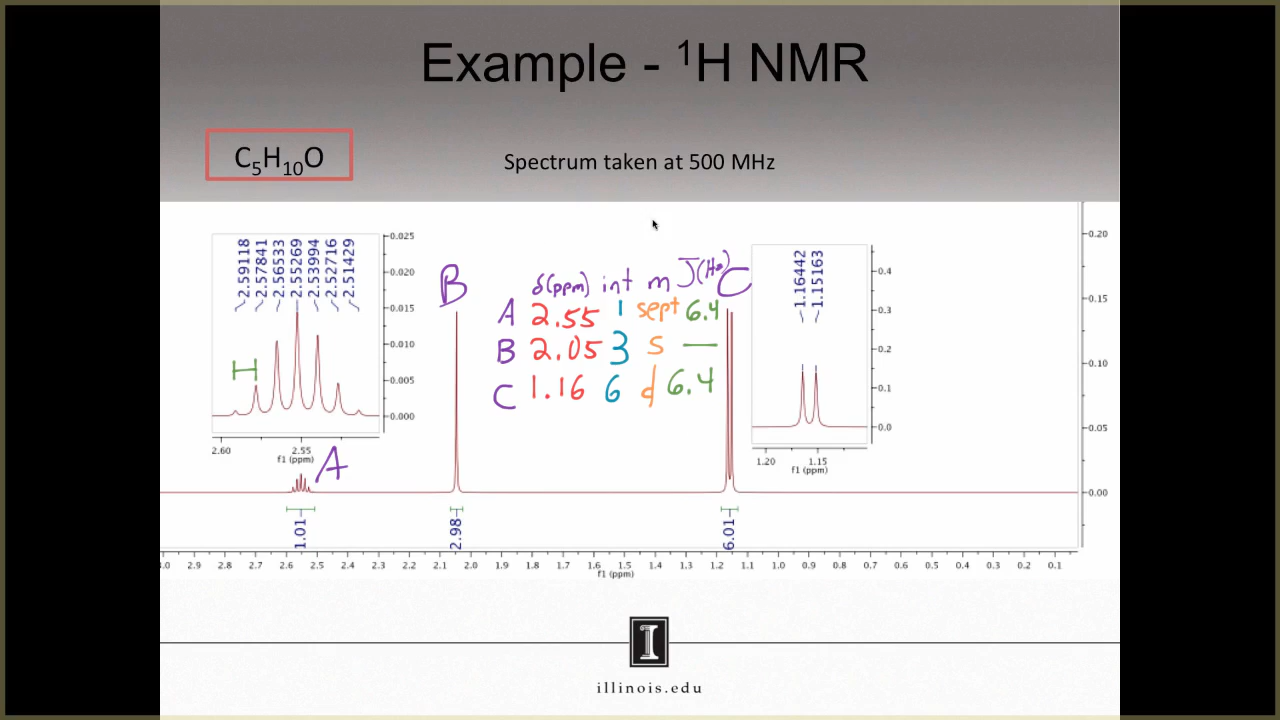 Example - ¹H NMR
C₅H₁₀O
Spectrum taken at 500 MHz
2.59118
2.57841
2.56533
2.55269
2.53994
2.52716
2.51429
0.025
0.020
0.015
0.010
0.005
0.000
2.60 2.55
f1 (ppm)
A
B
δ(ppm) int m J(Hz)
A 2.55 1 sept 6.4
B 2.05 3 s —
C 1.16 6 d 6.4
C
1.16442
1.15163
0.4
0.3
0.2
0.1
0.0
1.20 1.15
f1 (ppm)
0.20
0.15
0.10
0.05
0.00
1.01
2.98
6.01
3.0 2.9 2.8 2.7 2.6 2.5 2.4 2.3 2.2 2.1 2.0 1.9 1.8 1.7 1.6 1.5 1.4 1.3 1.2 1.1 1.0 0.9 0.8 0.7 0.6 0.5 0.4 0.3 0.2 0.1
f1 (ppm)
I
illinois.edu